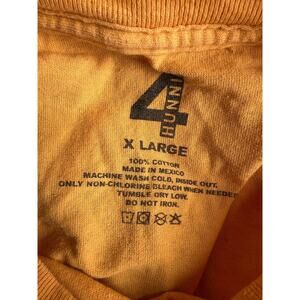 4
HUNNI
X LARGE
100% COTTON
MADE IN MEXICO
MACHINE WASH COLD, INSIDE OUT.
ONLY NON-CHLORINE BLEACH WHEN NEEDED
TUMBLE DRY LOW.
DO NOT IRON.